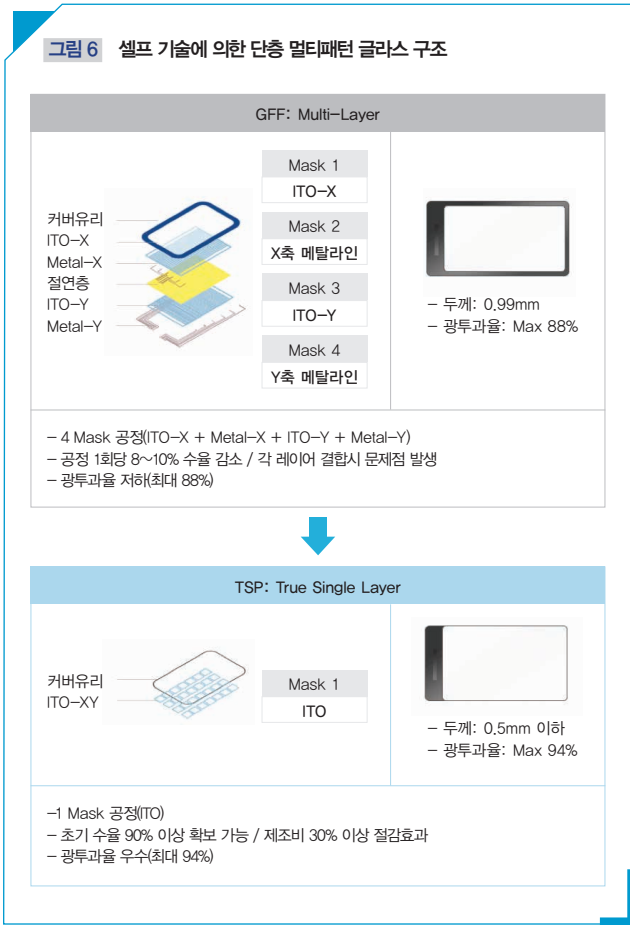 그림 6 셀프 기술에 의한 단층 멀티패턴 글라스 구조
GFF: Multi-Layer
커버유리
ITO-X
Metal-X
절연층
ITO-Y
Metal-Y
Mask 1
ITO-X
Mask 2
X축 메탈라인
Mask 3
ITO-Y
Mask 4
Y축 메탈라인
- 두께: 0.99mm
- 광투과율: Max 88%
- 4 Mask 공정(ITO-X + Metal-X + ITO-Y + Metal-Y)
- 공정 1회당 8~10% 수율 감소 / 각 레이어 결합시 문제점 발생
- 광투과율 저하(최대 88%)
TSP: True Single Layer
커버유리
ITO-XY
Mask 1
ITO
- 두께: 0.5mm 이하
- 광투과율: Max 94%
-1 Mask 공정(ITO)
- 초기 수율 90% 이상 확보 가능 / 제조비 30% 이상 절감효과
- 광투과율 우수(최대 94%)